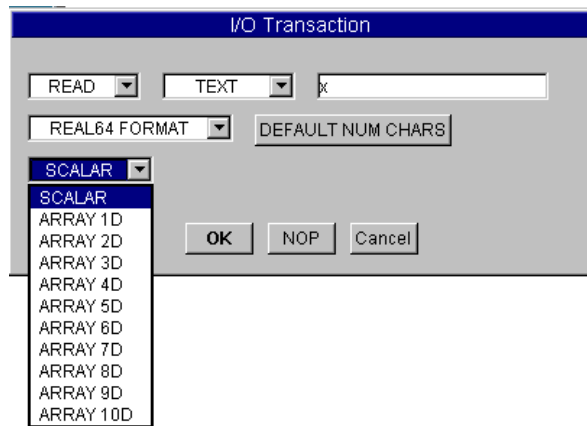 I/O Transaction
READ TEXT x
REAL64 FORMAT DEFAULT NUM CHARS
SCALAR
SCALAR
ARRAY 1D
ARRAY 2D
ARRAY 3D
ARRAY 4D
ARRAY 5D
ARRAY 6D
ARRAY 7D
ARRAY 8D
ARRAY 9D
ARRAY 10D
OK NOP Cancel